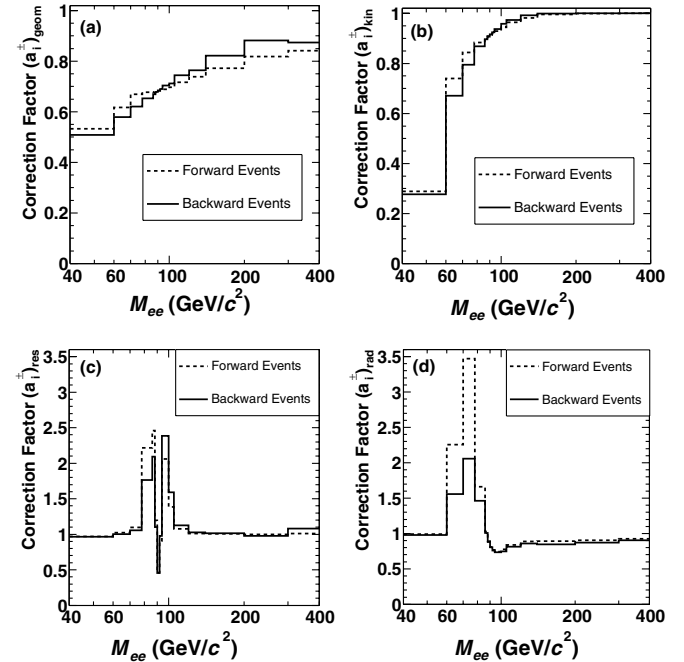 (a)
Correction Factor (a±i)geom
1
0.8
0.6
0.4
0.2
0
Forward Events
Backward Events
40 60 100 200 400
Mee (GeV/c2)
(b)
Correction Factor (a±i)kin
1
0.8
0.6
0.4
0.2
0
Forward Events
Backward Events
40 60 100 200 400
Mee (GeV/c2)
(c)
Correction Factor (a±i)res
3.5
3
2.5
2
1.5
1
0.5
0
Forward Events
Backward Events
40 60 100 200 400
Mee (GeV/c2)
(d)
Correction Factor (a±i)rad
3.5
3
2.5
2
1.5
1
0.5
0
Forward Events
Backward Events
40 60 100 200 400
Mee (GeV/c2)